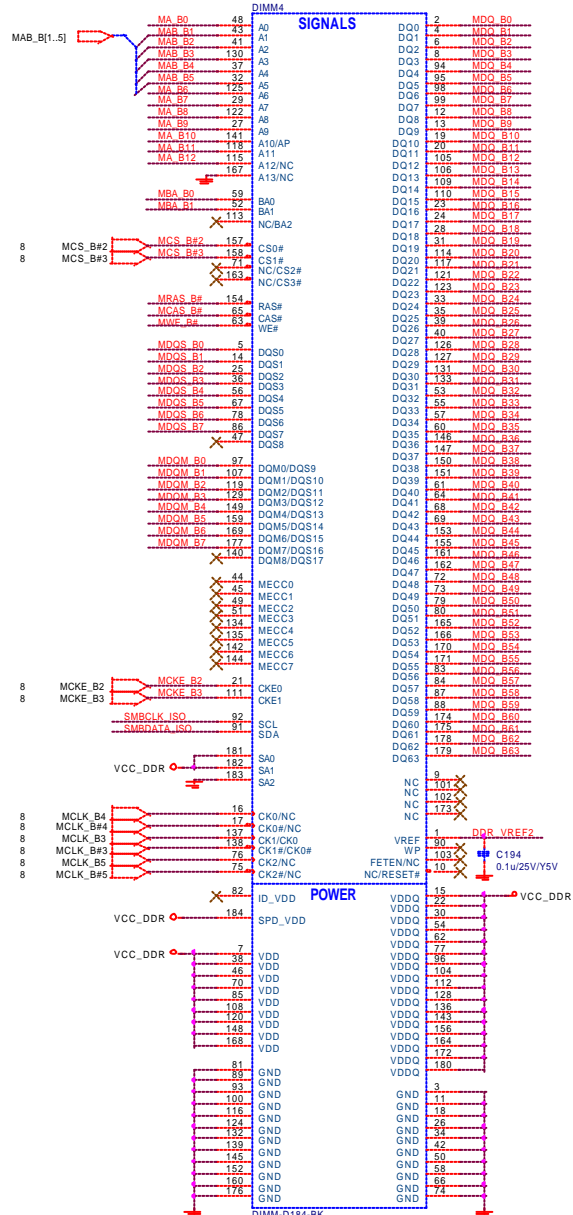 DIMM4
SIGNALS
MAB_B[1..5]
MA_B0 48 A0
MAB_B1 43 A1
MAB_B2 41 A2
MAB_B3 130 A3
MAB_B4 37 A4
MAB_B5 32 A5
MA_B6 125 A6
MA_B7 29 A7
MA_B8 122 A8
MA_B9 27 A9
MA_B10 141 A10/AP
MA_B11 118 A11
MA_B12 115 A12/NC
167 A13/NC
MBA_B0 59 BA0
MBA_B1 52 BA1
113 NC/BA2
8 MCS_B#2 MCS_B#2 157 CS0#
8 MCS_B#3 MCS_B#3 158 CS1#
71 NC/CS2#
163 NC/CS3#
MRAS_B# 154 RAS#
MCAS_B# 65 CAS#
MWE_B# 63 WE#
MDQS_B0 5 DQS0
MDQS_B1 14 DQS1
MDQS_B2 25 DQS2
MDQS_B3 36 DQS3
MDQS_B4 56 DQS4
MDQS_B5 67 DQS5
MDQS_B6 78 DQS6
MDQS_B7 86 DQS7
47 DQS8
MDQM_B0 97 DQM0/DQS9
MDQM_B1 107 DQM1/DQS10
MDQM_B2 119 DQM2/DQS11
MDQM_B3 129 DQM3/DQS12
MDQM_B4 149 DQM4/DQS13
MDQM_B5 159 DQM5/DQS14
MDQM_B6 169 DQM6/DQS15
MDQM_B7 177 DQM7/DQS16
140 DQM8/DQS17
44 MECC0
45 MECC1
49 MECC2
51 MECC3
134 MECC4
135 MECC5
142 MECC6
144 MECC7
8 MCKE_B2 MCKE_B2 21 CKE0
8 MCKE_B3 MCKE_B3 111 CKE1
SMBCLK_ISO 92 SCL
SMBDATA_ISO 91 SDA
181 SA0
VCC_DDR 182 SA1
183 SA2
8 MCLK_B4 16 CK0/NC
8 MCLK_B#4 17 CK0#/NC
8 MCLK_B3 137 CK1/CK0
8 MCLK_B#3 138 CK1#/CK0#
8 MCLK_B5 76 CK2/NC
8 MCLK_B#5 75 CK2#/NC
DQ0 2 MDQ_B0
DQ1 4 MDQ_B1
DQ2 6 MDQ_B2
DQ3 8 MDQ_B3
DQ4 94 MDQ_B4
DQ5 95 MDQ_B5
DQ6 98 MDQ_B6
DQ7 99 MDQ_B7
DQ8 12 MDQ_B8
DQ9 13 MDQ_B9
DQ10 19 MDQ_B10
DQ11 20 MDQ_B11
DQ12 105 MDQ_B12
DQ13 106 MDQ_B13
DQ14 109 MDQ_B14
DQ15 110 MDQ_B15
DQ16 23 MDQ_B16
DQ17 24 MDQ_B17
DQ18 28 MDQ_B18
DQ19 31 MDQ_B19
DQ20 114 MDQ_B20
DQ21 117 MDQ_B21
DQ22 121 MDQ_B22
DQ23 123 MDQ_B23
DQ24 33 MDQ_B24
DQ25 35 MDQ_B25
DQ26 39 MDQ_B26
DQ27 40 MDQ_B27
DQ28 126 MDQ_B28
DQ29 127 MDQ_B29
DQ30 131 MDQ_B30
DQ31 133 MDQ_B31
DQ32 53 MDQ_B32
DQ33 55 MDQ_B33
DQ34 57 MDQ_B34
DQ35 60 MDQ_B35
DQ36 146 MDQ_B36
DQ37 147 MDQ_B37
DQ38 150 MDQ_B38
DQ39 151 MDQ_B39
DQ40 61 MDQ_B40
DQ41 64 MDQ_B41
DQ42 68 MDQ_B42
DQ43 69 MDQ_B43
DQ44 153 MDQ_B44
DQ45 155 MDQ_B45
DQ46 161 MDQ_B46
DQ47 162 MDQ_B47
DQ48 72 MDQ_B48
DQ49 73 MDQ_B49
DQ50 79 MDQ_B50
DQ51 80 MDQ_B51
DQ52 165 MDQ_B52
DQ53 166 MDQ_B53
DQ54 170 MDQ_B54
DQ55 171 MDQ_B55
DQ56 83 MDQ_B56
DQ57 84 MDQ_B57
DQ58 87 MDQ_B58
DQ59 88 MDQ_B59
DQ60 174 MDQ_B60
DQ61 175 MDQ_B61
DQ62 178 MDQ_B62
DQ63 179 MDQ_B63
NC 9
NC 101
NC 102
NC 173
VREF 1 DDR_VREF2
WP 90
FETEN/NC 103
NC/RESET# 10
C194
0.1u/25V/Y5V
POWER
82 ID_VDD
VCC_DDR 184 SPD_VDD
VCC_DDR 7 VDD
38 VDD
46 VDD
70 VDD
85 VDD
108 VDD
120 VDD
148 VDD
168 VDD
81 GND
89 GND
93 GND
100 GND
116 GND
124 GND
132 GND
139 GND
145 GND
152 GND
160 GND
176 GND
VDDQ 15 VCC_DDR
VDDQ 22
VDDQ 30
VDDQ 54
VDDQ 62
VDDQ 77
VDDQ 96
VDDQ 104
VDDQ 112
VDDQ 128
VDDQ 136
VDDQ 143
VDDQ 156
VDDQ 164
VDDQ 172
VDDQ 180
GND 3
GND 11
GND 18
GND 26
GND 34
GND 42
GND 50
GND 58
GND 66
GND 74
DIMM-D184-BK